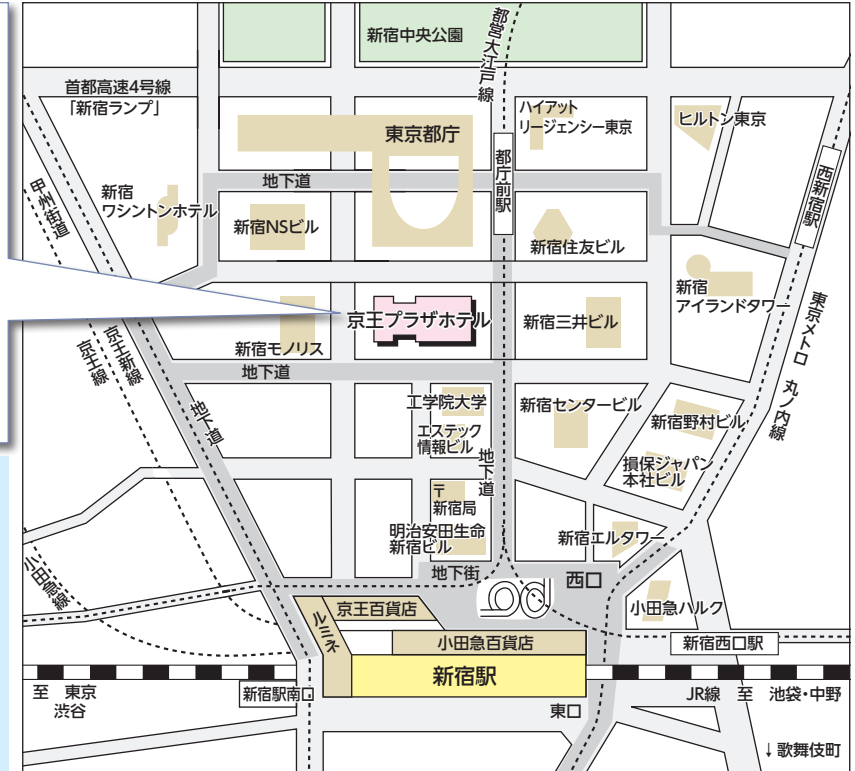 新宿中央公園
都営大江戸線
首都高速4号線
「新宿ランプ」
ハイアット
リージェンシー東京
ヒルトン東京
東京都庁
都庁前駅
西新宿駅
地下道
甲州街道
新宿
ワシントンホテル
新宿NSビル
新宿住友ビル
新宿
アイランドタワー
京王プラザホテル
新宿三井ビル
東京メトロ 丸ノ内線
京王新線
京王線
新宿モノリス
地下道
地下道
工学院大学
新宿センタービル
新宿野村ビル
エステック
情報ビル
地下道
損保ジャパン
本社ビル
〒
新宿局
明治安田生命
新宿ビル
新宿エルタワー
小田急線
地下街
西口
京王百貨店
小田急ハルク
ルミネ
小田急百貨店
新宿西口駅
新宿駅
至 東京
渋谷
新宿駅南口
JR線 至 池袋・中野
東口
↓歌舞伎町